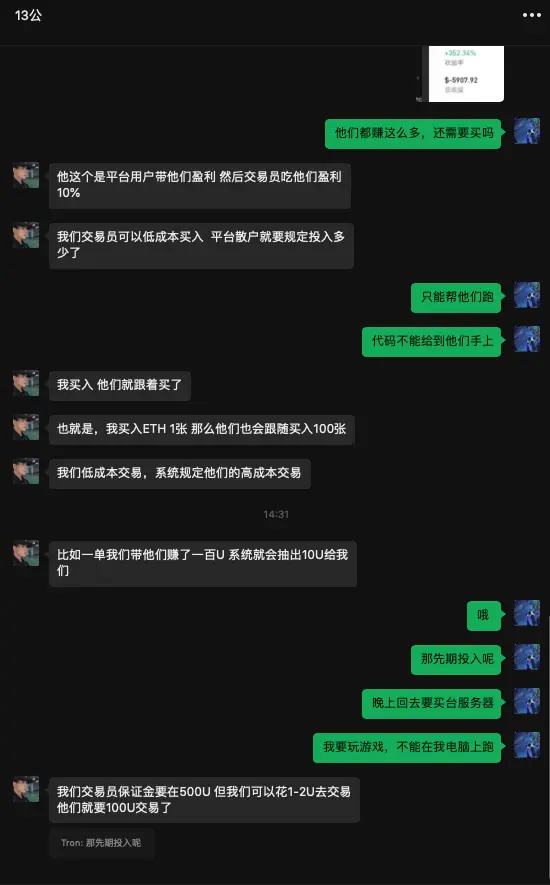 13公
+352.34%
收益率
$-5907.92
他们都赚这么多，还需要买吗
他这个是平台用户带他们盈利 然后交易员吃他们盈利
10%
我们交易员可以低成本买入  平台散户就要规定投入多
少了
只能帮他们跑
代码不能给到他们手上
我买入 他们就跟着买了
也就是，我买入ETH 1张 那么他们也会跟随买入100张
我们低成本交易，系统规定他们的高成本交易
14:31
比如一单我们带他们赚了一百U 系统就会抽出10U给我
们
哦
那先期投入呢
晚上回去要买台服务器
我要玩游戏，不能在我电脑上跑
我们交易员保证金要在500U 但我们可以花1-2U去交易
他们就要100U交易了
Tron: 那先期投入呢